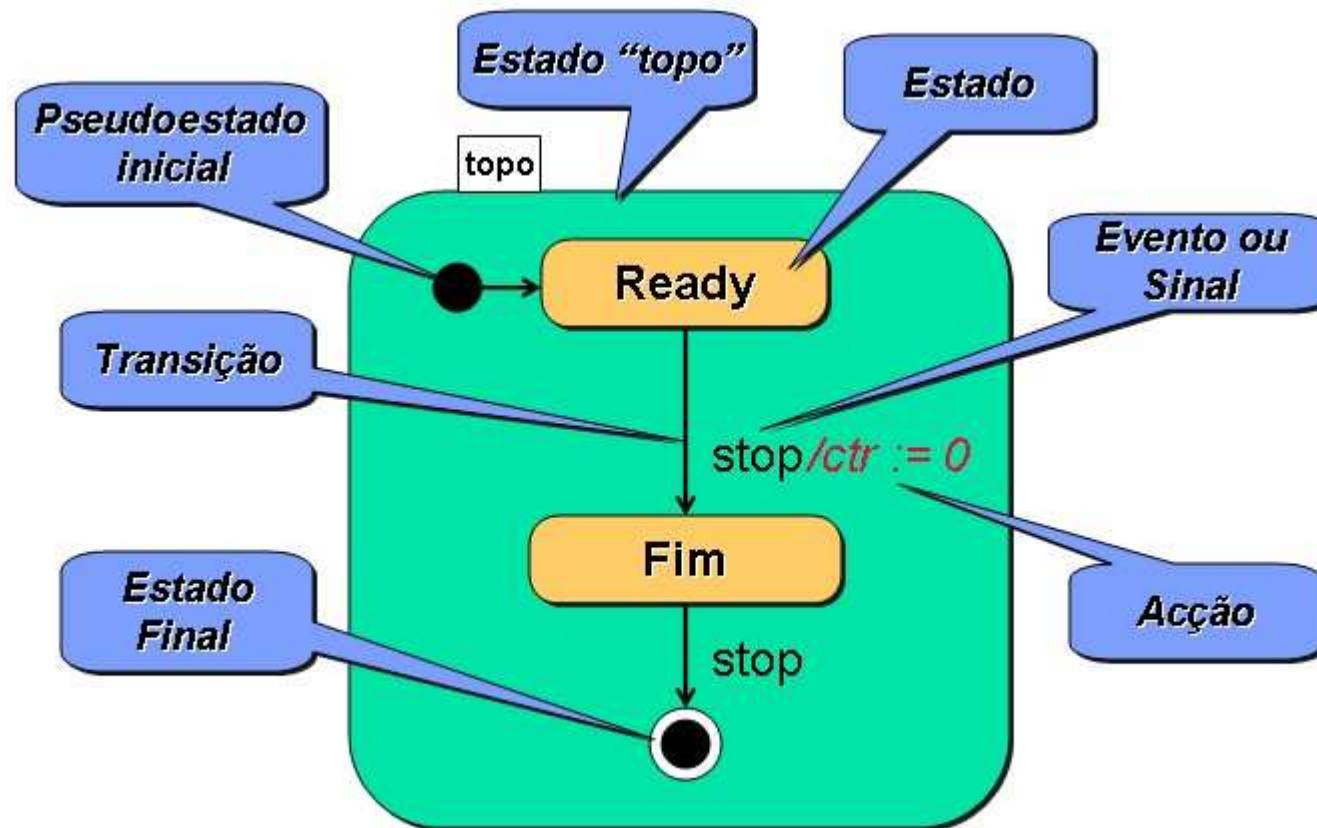 Estado “topo”
Estado
Pseudoestado
inicial
topo
Ready
Evento ou
Sinal
Transição
stop/ctr := 0
Fim
Estado
Final
Acção
stop